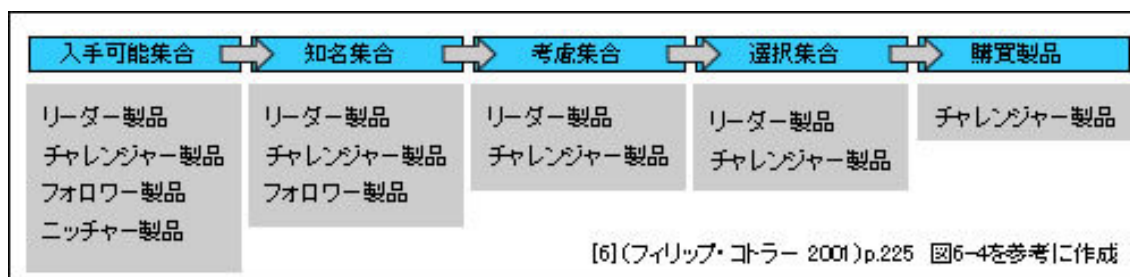 入手可能集合
知名集合
考慮集合
選択集合
購買製品
リーダー製品
チャレンジャー製品
フォロワー製品
ニッチャー製品
リーダー製品
チャレンジャー製品
フォロワー製品
リーダー製品
チャレンジャー製品
リーダー製品
チャレンジャー製品
チャレンジャー製品
[6](フィリップ・コトラー 2001)p.225 図6-4を参考に作成